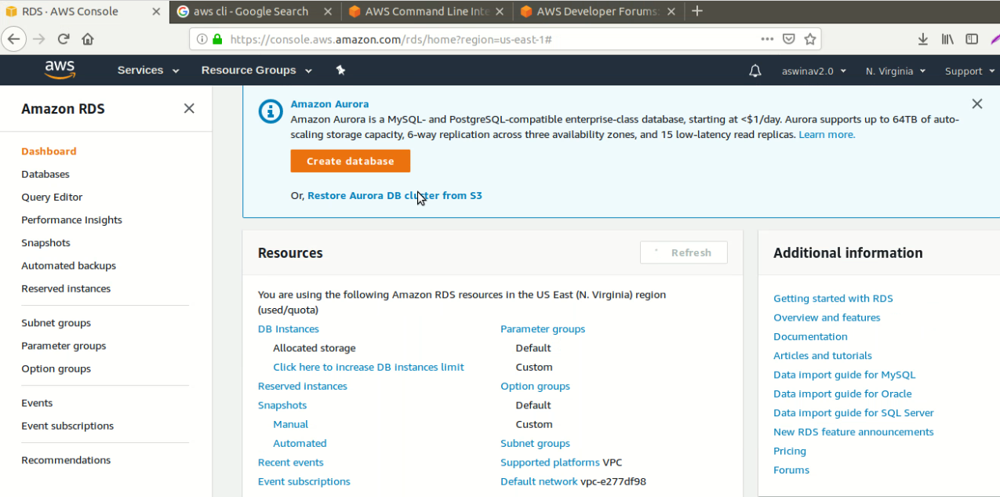 RDS · AWS Console
aws cli - Google Search
AWS Command Line Inte
AWS Developer Forums:
https://console.aws.amazon.com/rds/home?region=us-east-1#
aws
Services
Resource Groups
aswinav2.0
N. Virginia
Support
Amazon RDS
Dashboard
Databases
Query Editor
Performance Insights
Snapshots
Automated backups
Reserved instances
Subnet groups
Parameter groups
Option groups
Events
Event subscriptions
Recommendations
Amazon Aurora
Amazon Aurora is a MySQL- and PostgreSQL-compatible enterprise-class database, starting at <$1/day. Aurora supports up to 64TB of auto-
scaling storage capacity, 6-way replication across three availability zones, and 15 low-latency read replicas. Learn more.
Create database
Or, Restore Aurora DB cluster from S3
Resources
Refresh
You are using the following Amazon RDS resources in the US East (N. Virginia) region
(used/quota)
DB Instances
Allocated storage
Click here to increase DB instances limit
Reserved instances
Snapshots
Manual
Automated
Recent events
Event subscriptions
Parameter groups
Default
Custom
Option groups
Default
Custom
Subnet groups
Supported platforms VPC
Default network vpc-e277df98
Additional information
Getting started with RDS
Overview and features
Documentation
Articles and tutorials
Data import guide for MySQL
Data import guide for Oracle
Data import guide for SQL Server
New RDS feature announcements
Pricing
Forums